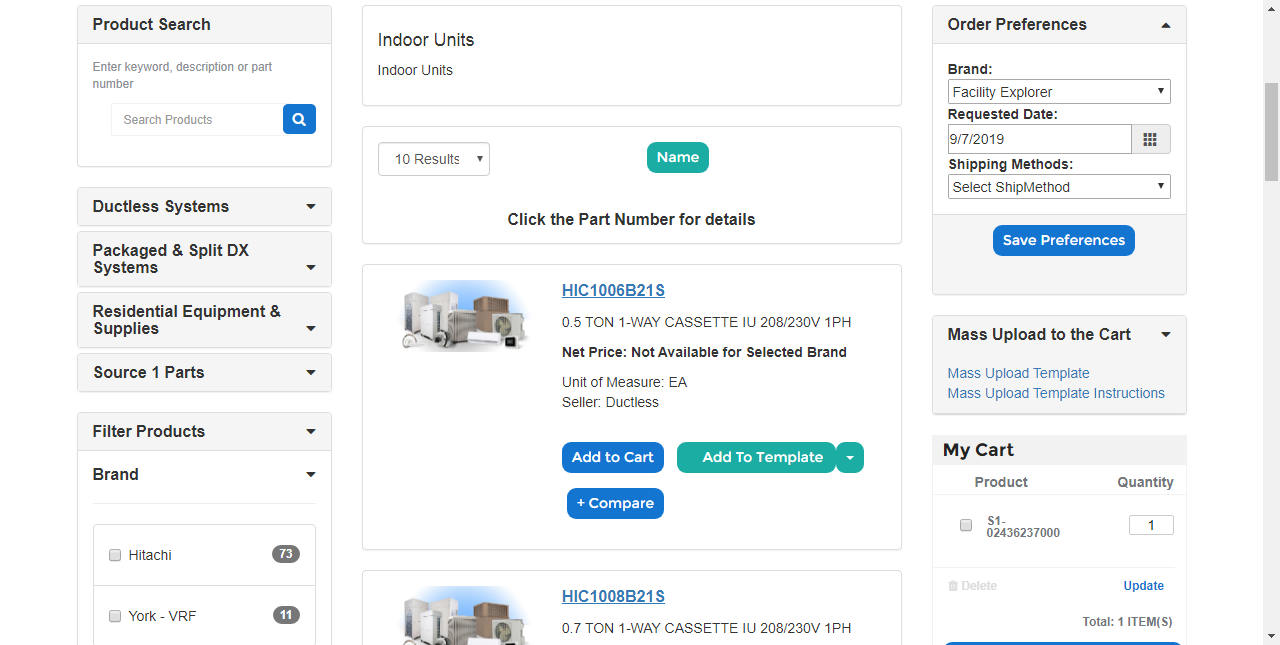 Product Search
Enter keyword, description or part
number
Search Products
Ductless Systems
Packaged & Split DX
Systems
Residential Equipment &
Supplies
Source 1 Parts
Filter Products
Brand
Hitachi
73
York - VRF
11
Indoor Units
Indoor Units
10 Results
Name
Click the Part Number for details
HIC1006B21S
0.5 TON 1-WAY CASSETTE IU 208/230V 1PH
Net Price: Not Available for Selected Brand
Unit of Measure: EA
Seller: Ductless
Add to Cart
Add To Template
+ Compare
HIC1008B21S
0.7 TON 1-WAY CASSETTE IU 208/230V 1PH
Order Preferences
Brand:
Facility Explorer
Requested Date:
9/7/2019
Shipping Methods:
Select ShipMethod
Save Preferences
Mass Upload to the Cart
Mass Upload Template
Mass Upload Template Instructions
My Cart
Product Quantity
S1-
02436237000
1
Delete
Update
Total: 1 ITEM(S)